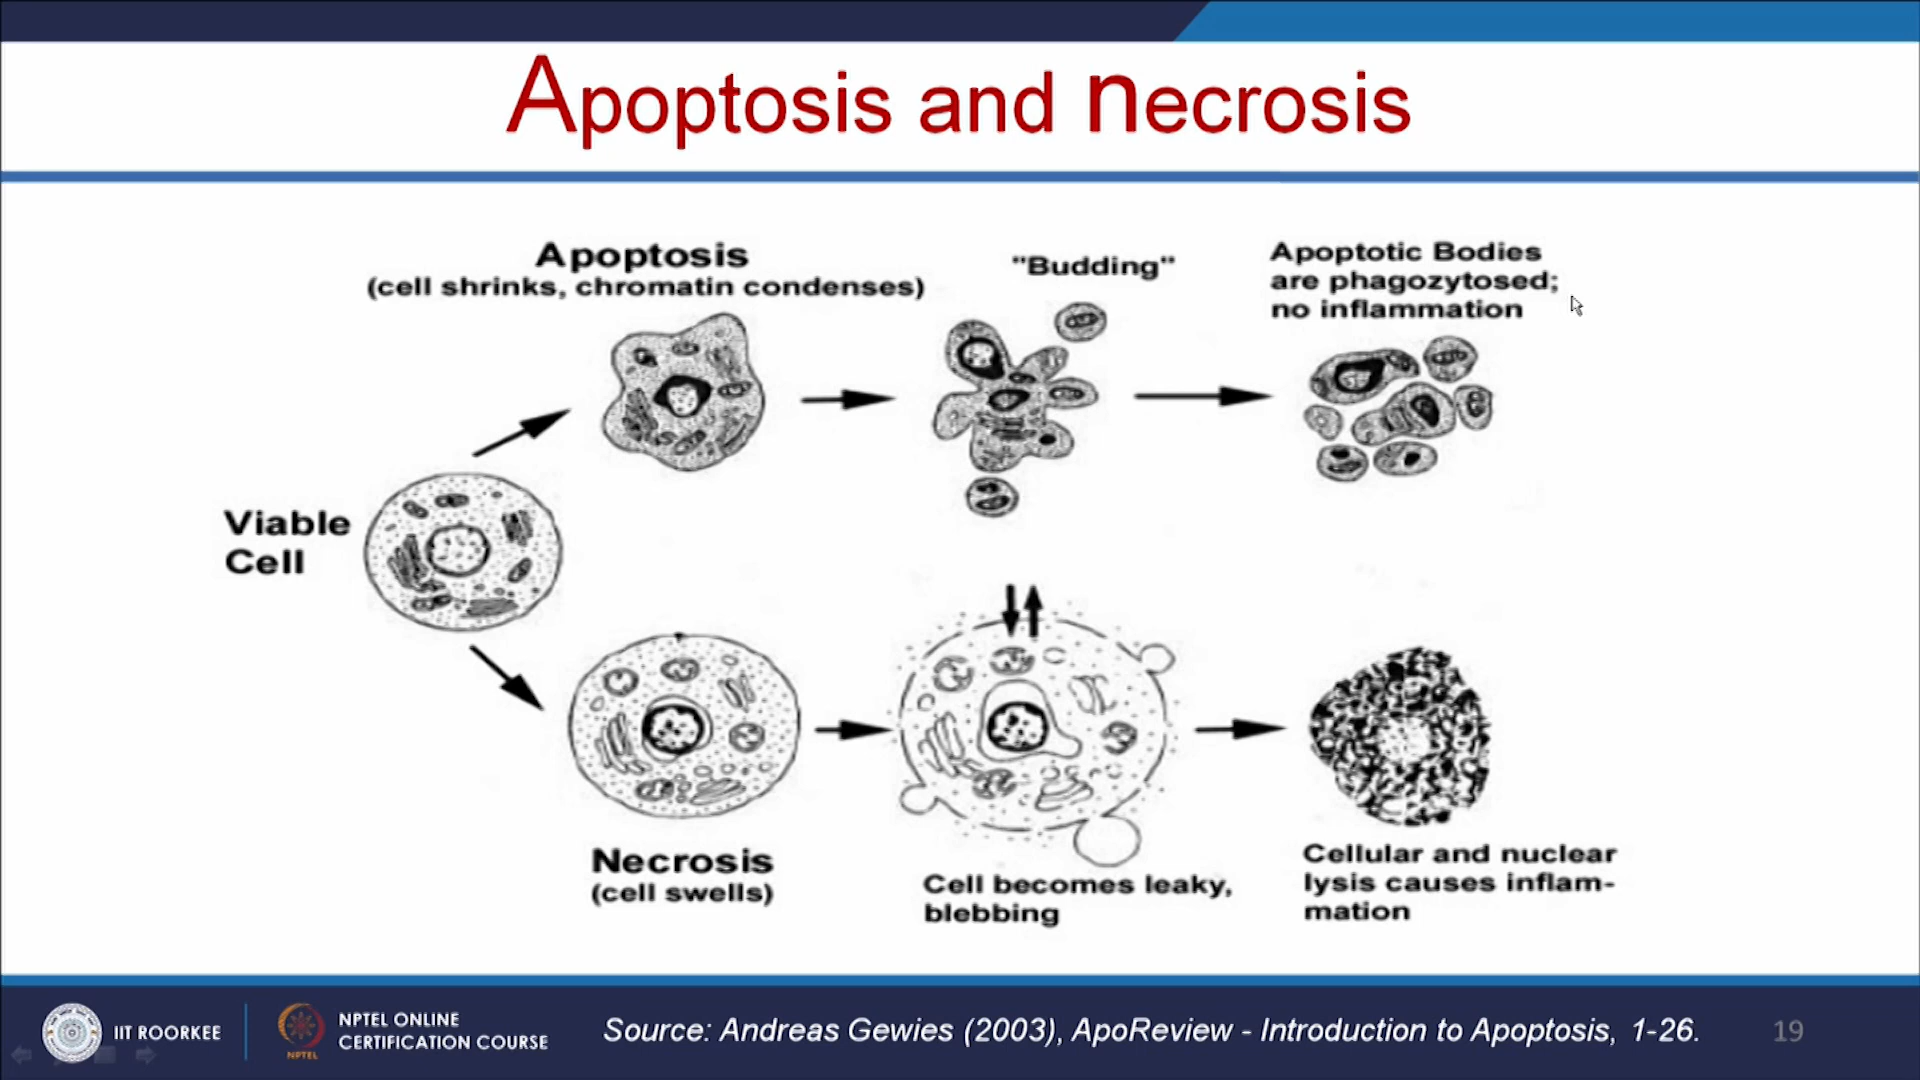 Apoptosis and necrosis
Apoptosis
(cell shrinks, chromatin condenses)
"Budding"
Apoptotic Bodies
are phagozytosed;
no inflammation
Viable
Cell
Necrosis
(cell swells)
Cell becomes leaky,
blebbing
Cellular and nuclear
lysis causes inflam-
mation
IIT ROORKEE
NPTEL
NPTEL ONLINE
CERTIFICATION COURSE
Source: Andreas Gewies (2003), ApoReview - Introduction to Apoptosis, 1-26.
19